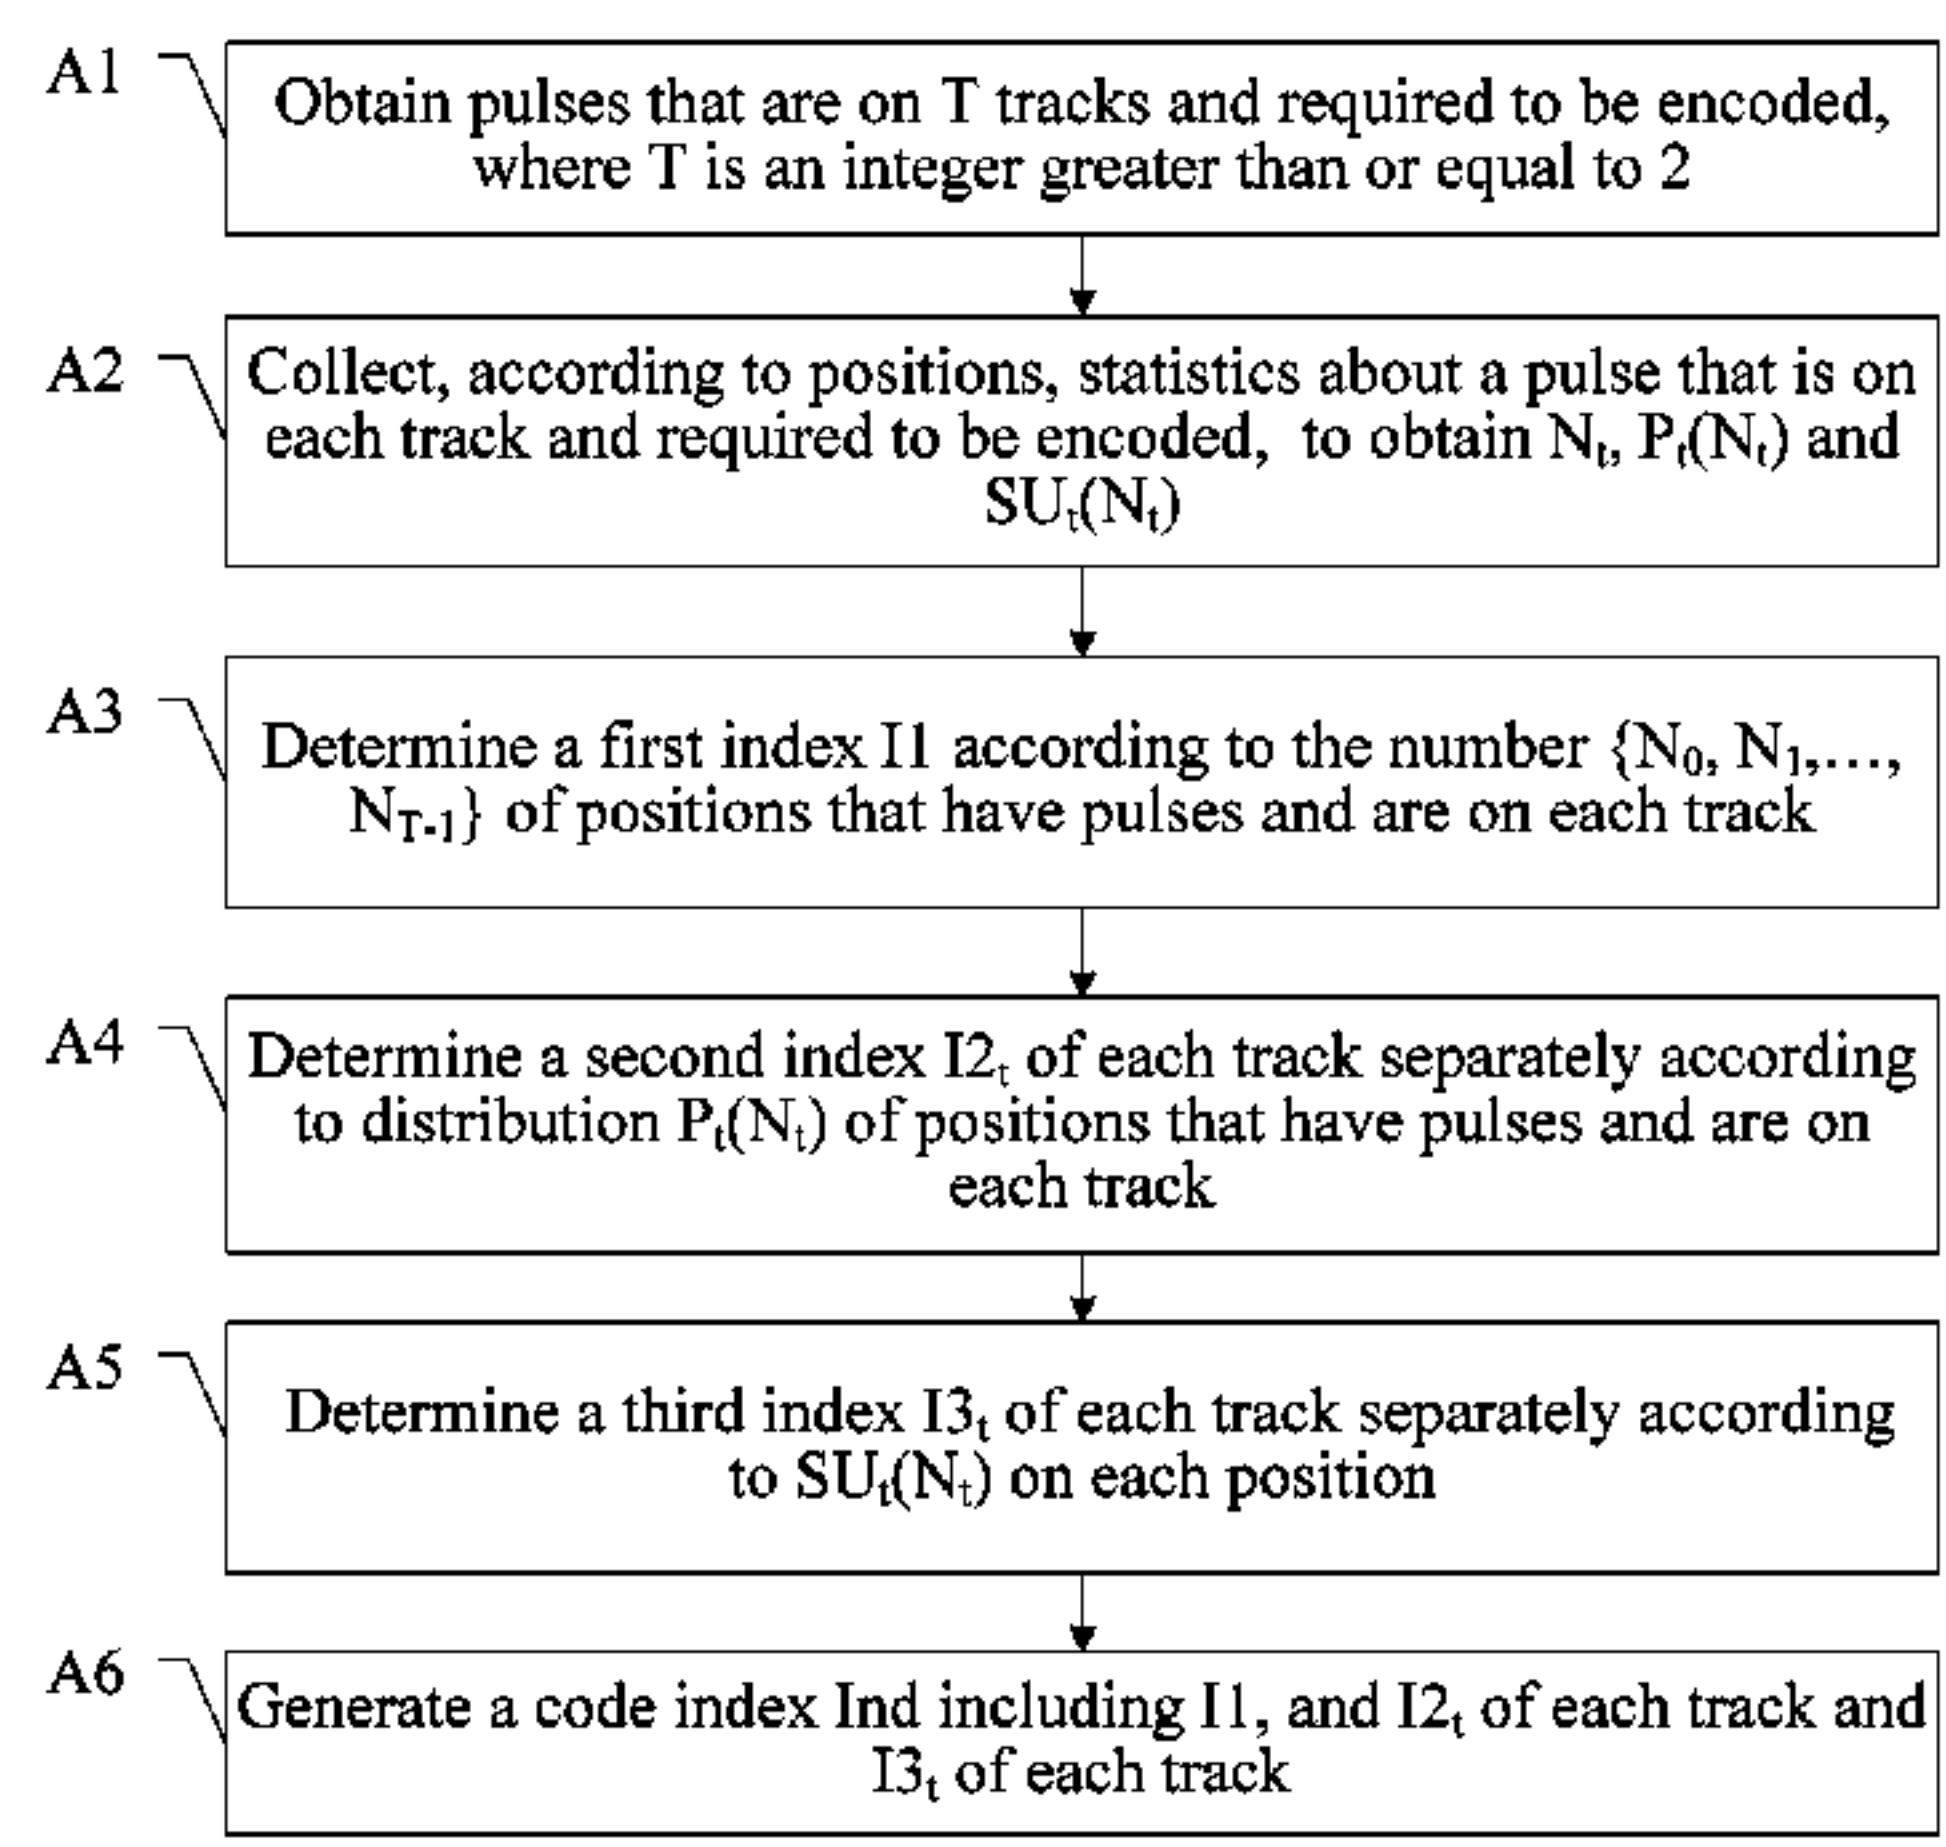 A1
Obtain pulses that are on T tracks and required to be encoded,
where T is an integer greater than or equal to 2
A2
Collect, according to positions, statistics about a pulse that is on
each track and required to be encoded, to obtain Nₜ, Pₜ(Nₜ) and
SUₜ(Nₜ)
A3
Determine a first index I1 according to the number {N₀, N₁,...,
N_T-1} of positions that have pulses and are on each track
A4
Determine a second index I2ₜ of each track separately according
to distribution Pₜ(Nₜ) of positions that have pulses and are on
each track
A5
Determine a third index I3ₜ of each track separately according
to SUₜ(Nₜ) on each position
A6
Generate a code index Ind including I1, and I2ₜ of each track and
I3ₜ of each track